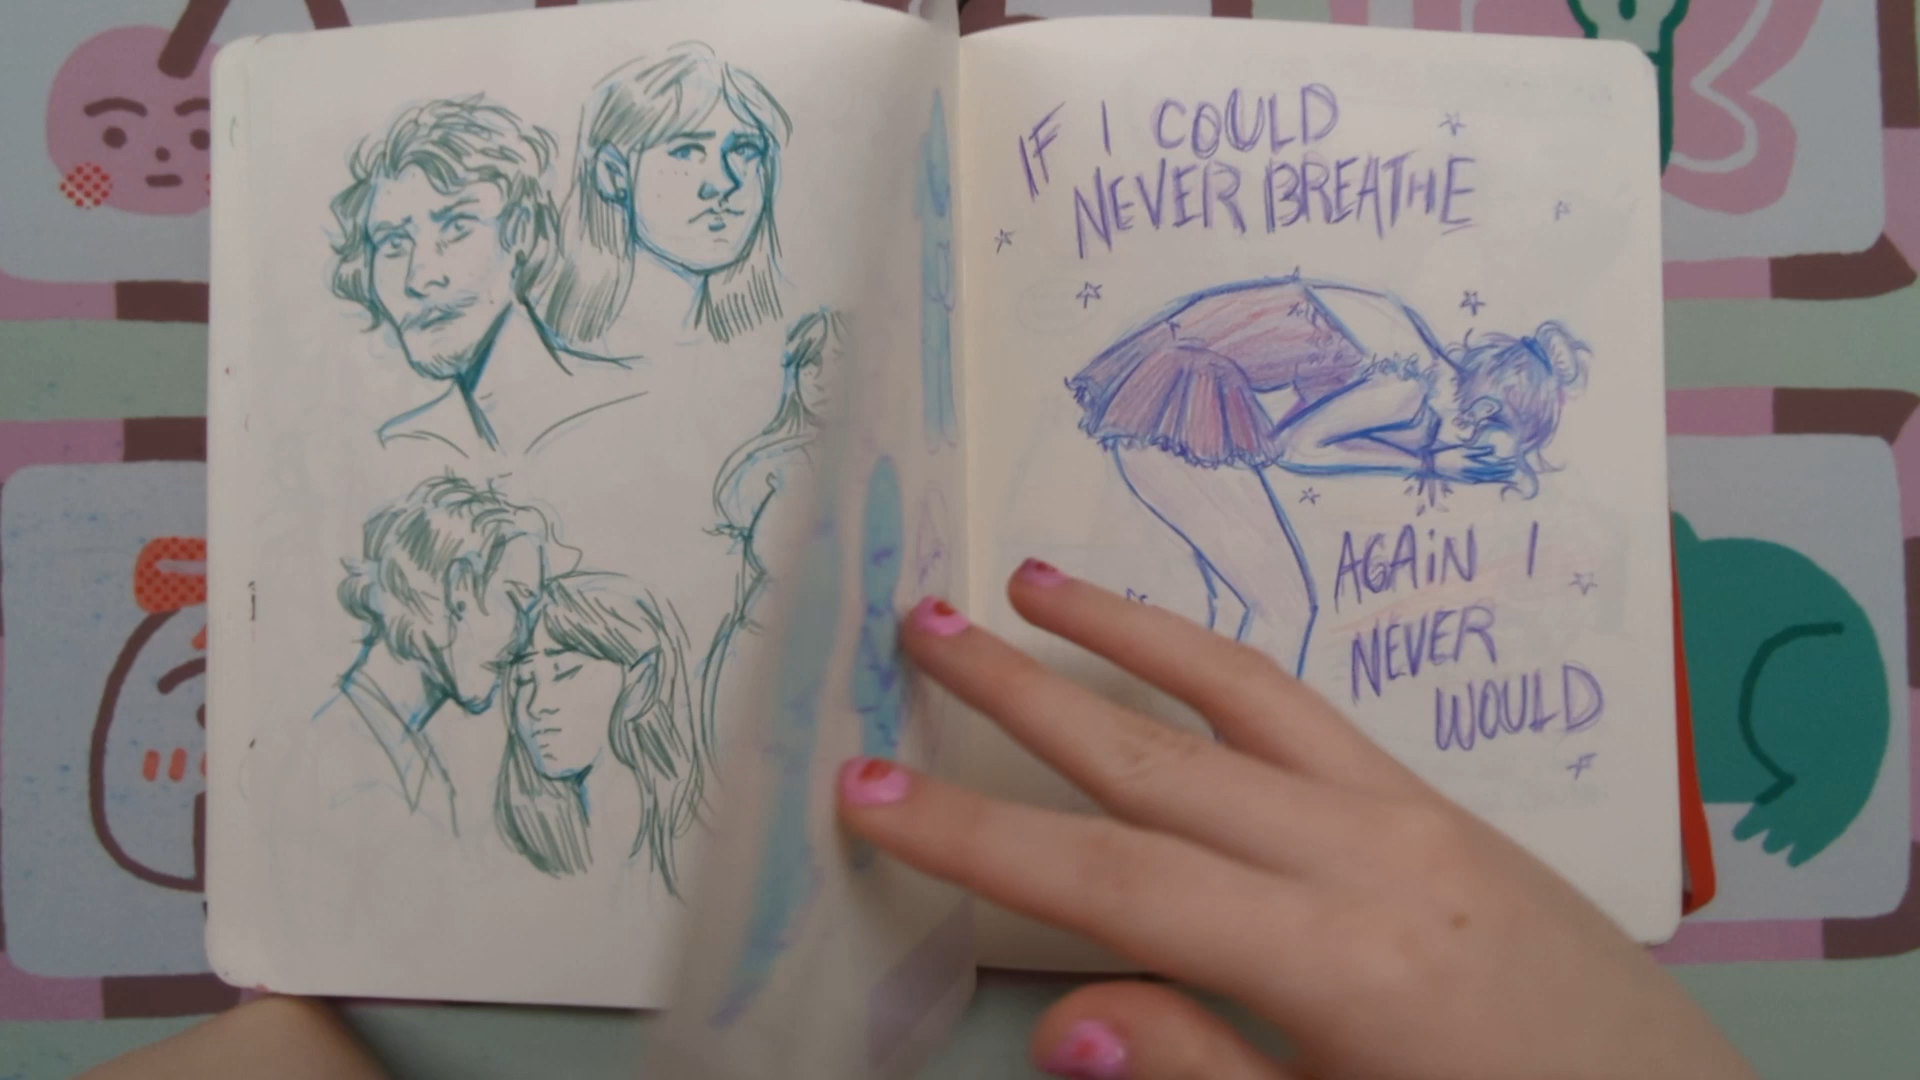 IF I COULD
NEVER BREATHE
AGAIN I
NEVER
WOULD